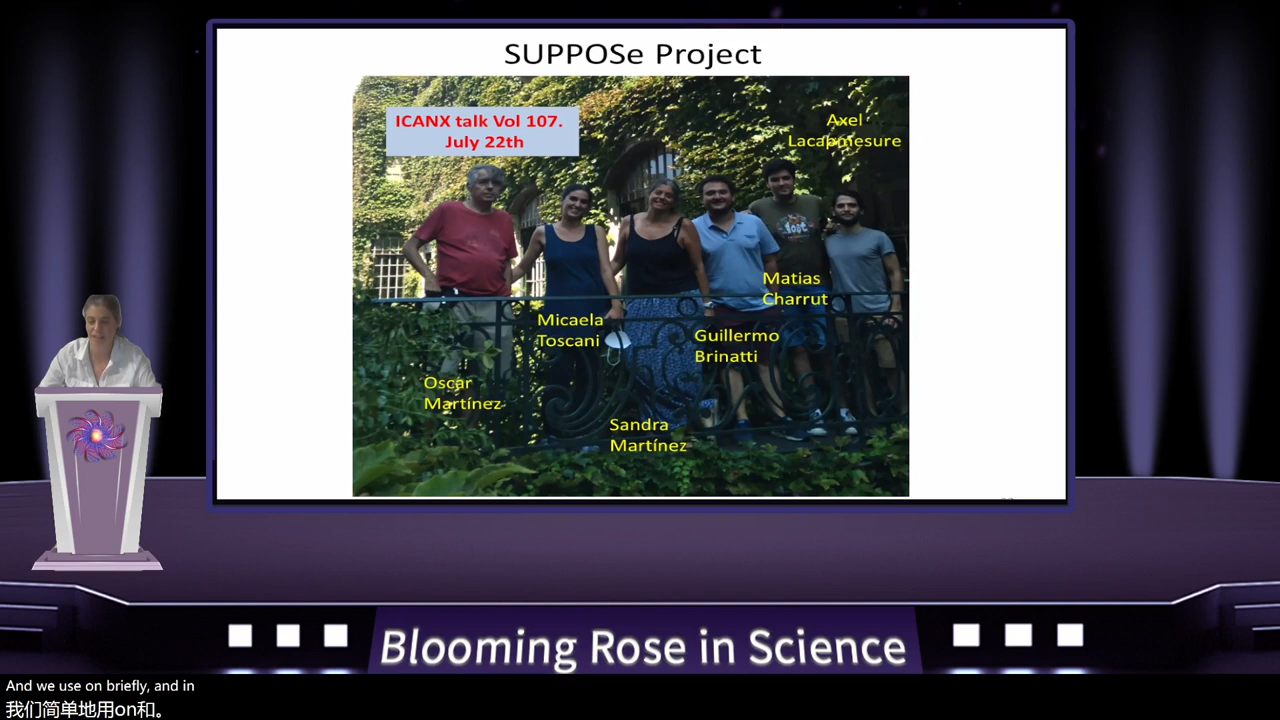 SUPPOSe Project
ICANX talk Vol 107.
July 22th
Axel
Lacapmesure
Matias
Charrut
Micaela
Toscani
Guillermo
Brinatti
Oscar
Martínez
Sandra
Martínez
Blooming Rose in Science
And we use on briefly, and in
我们简单地用on和。